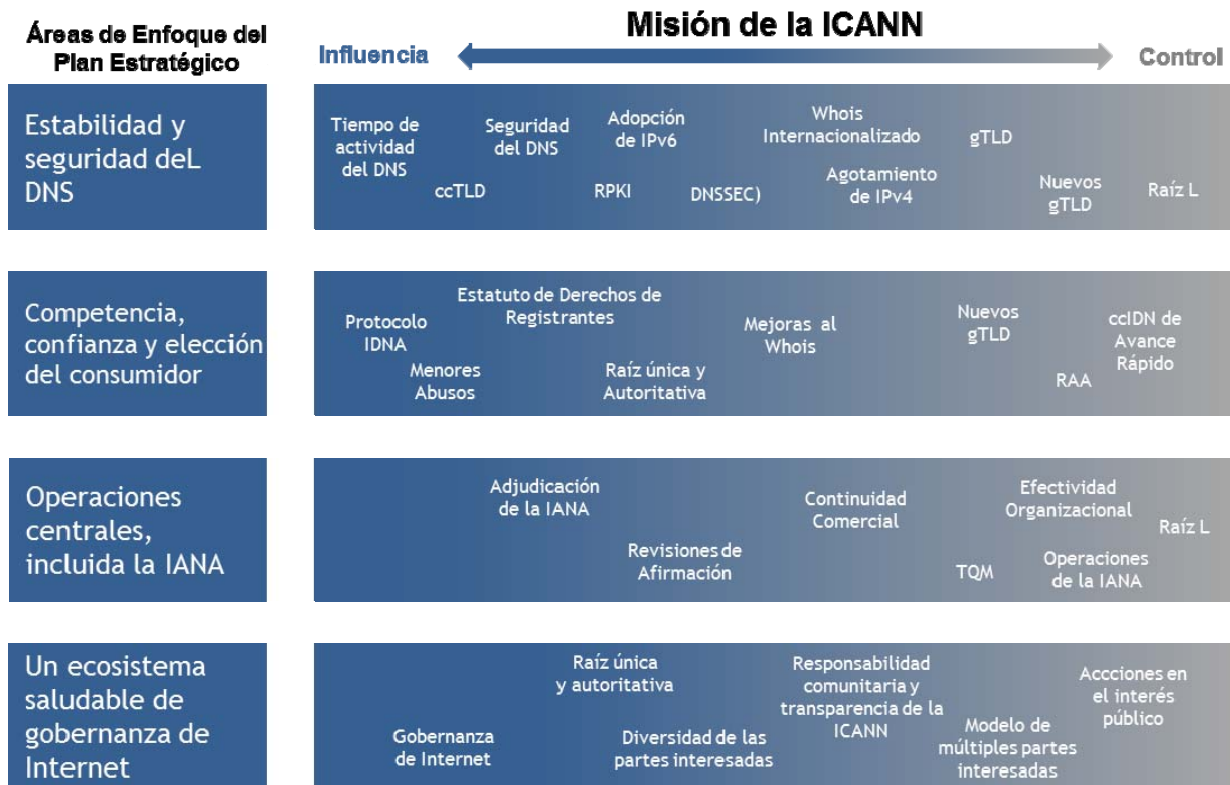 Áreas de Enfoque del
Plan Estratégico
Misión de la ICANN
Influencia
Control
Estabilidad y
seguridad deL
DNS
Tiempo de
actividad
del DNS
ccTLD
Seguridad
del DNS
Adopción
de IPv6
RPKI
DNSSEC)
Whois
Internacionalizado
Agotamiento
de IPv4
gTLD
Nuevos
gTLD
Raíz L
Competencia,
confianza y elección
del consumidor
Protocolo
IDNA
Menores
Abusos
Estatuto de Derechos de
Registrantes
Raíz única y
Autoritativa
Mejoras al
Whois
Nuevos
gTLD
RAA
ccIDN de
Avance
Rápido
Operaciones
centrales,
incluida la IANA
Adjudicación
de la IANA
Revisiones de
Afirmación
Continuidad
Comercial
TQM
Efectividad
Organizacional
Operaciones
de la IANA
Raíz L
Un ecosistema
saludable de
gobernanza de
Internet
Gobernanza
de Internet
Raíz única
y autoritativa
Diversidad de las
partes interesadas
Responsabilidad
comunitaria y
transparencia de la
ICANN
Modelo de
múltiples partes
interesadas
Accciones en
el interés
público